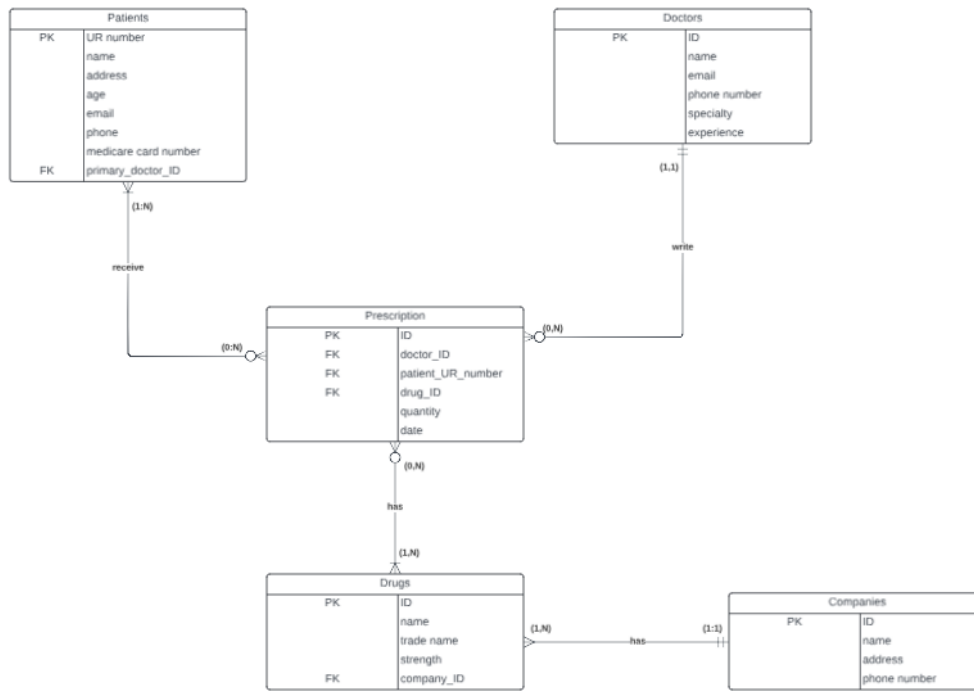 Patients
PK UR number
name
address
age
email
phone
medicare card number
FK primary_doctor_ID
(1:N)
receive
(0:N)
Doctors
PK ID
name
email
phone number
specialty
experience
(1,1)
write
(0,N)
Prescription
PK ID
FK doctor_ID
FK patient_UR_number
FK drug_ID
quantity
date
(0,N)
has
(1,N)
Drugs
PK ID
name
trade name
strength
FK company_ID
(1,N)
has
(1:1)
Companies
PK ID
name
address
phone number